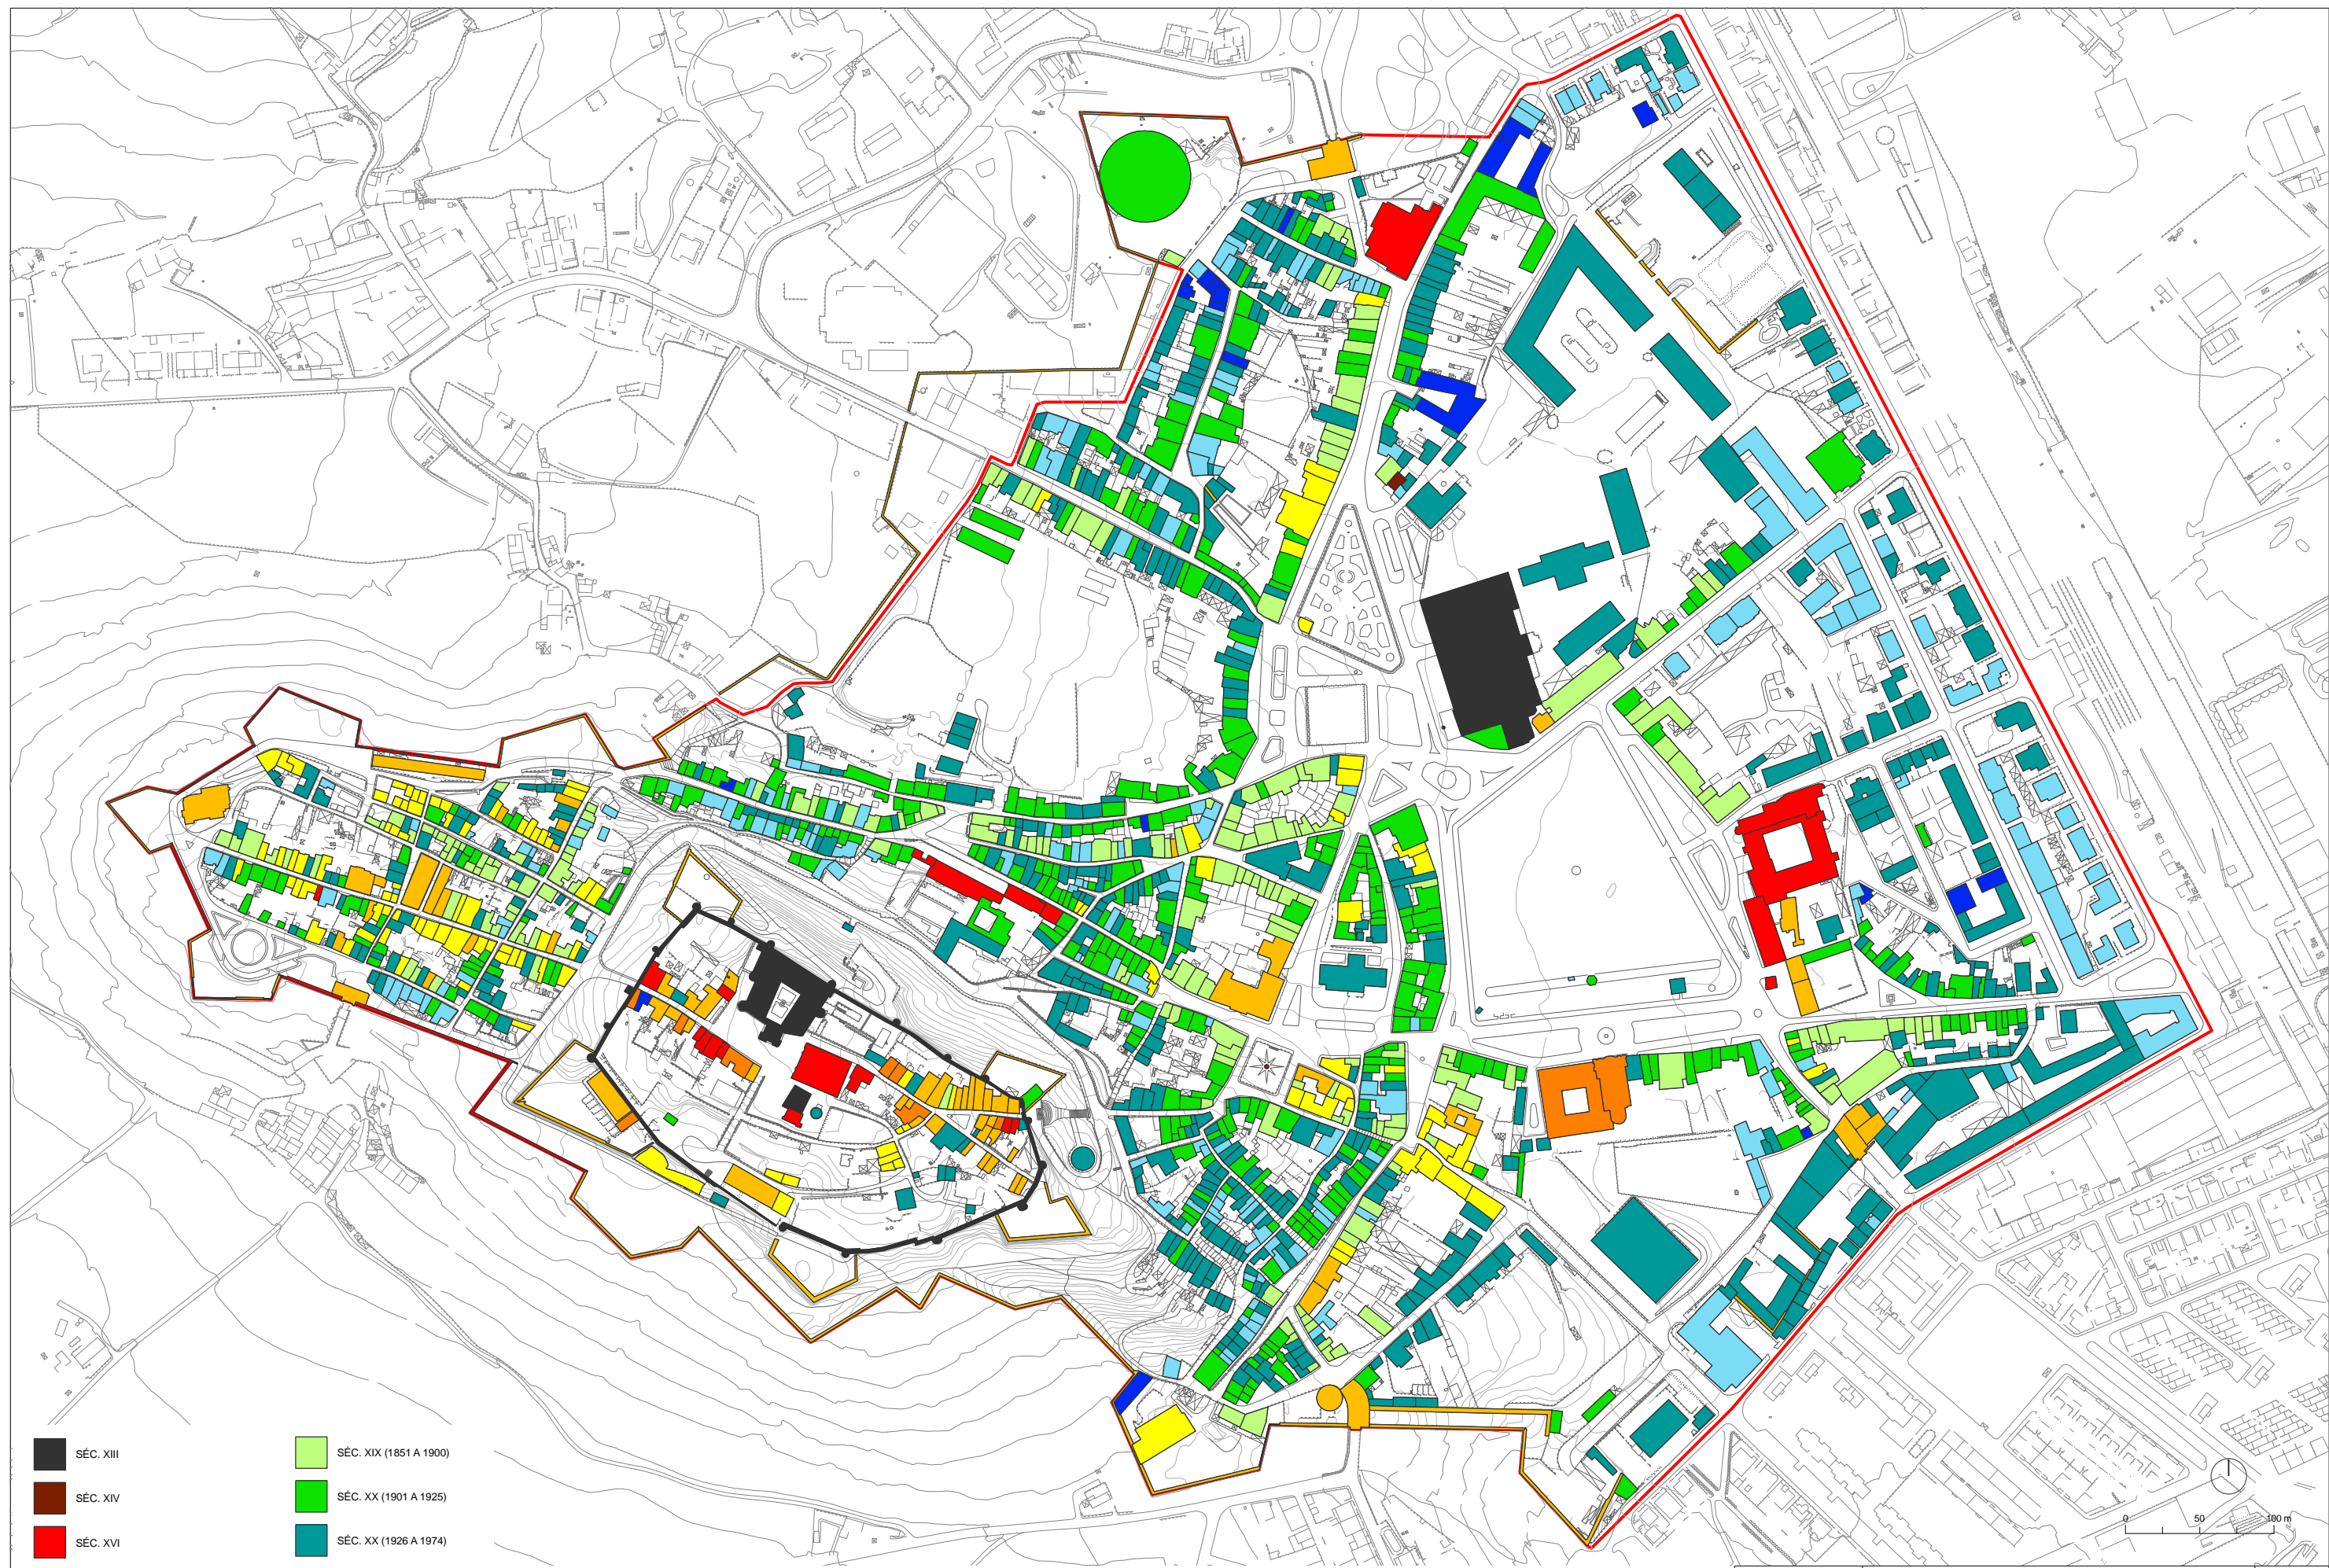 SÉC. XIII
SÉC. XIV
SÉC. XVI
SÉC. XIX (1851 A 1900)
SÉC. XX (1901 A 1925)
SÉC. XX (1926 A 1974)
0 50 100 m